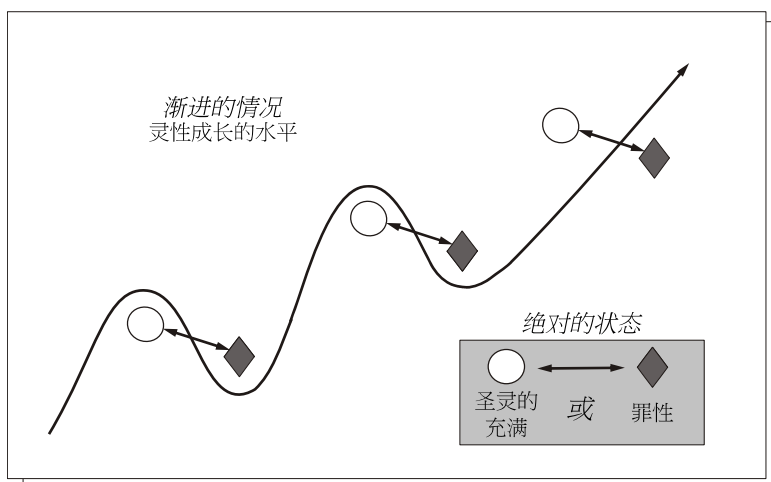 渐进的情况
灵性成长的水平
绝对的状态
圣灵的
充满
或
罪性